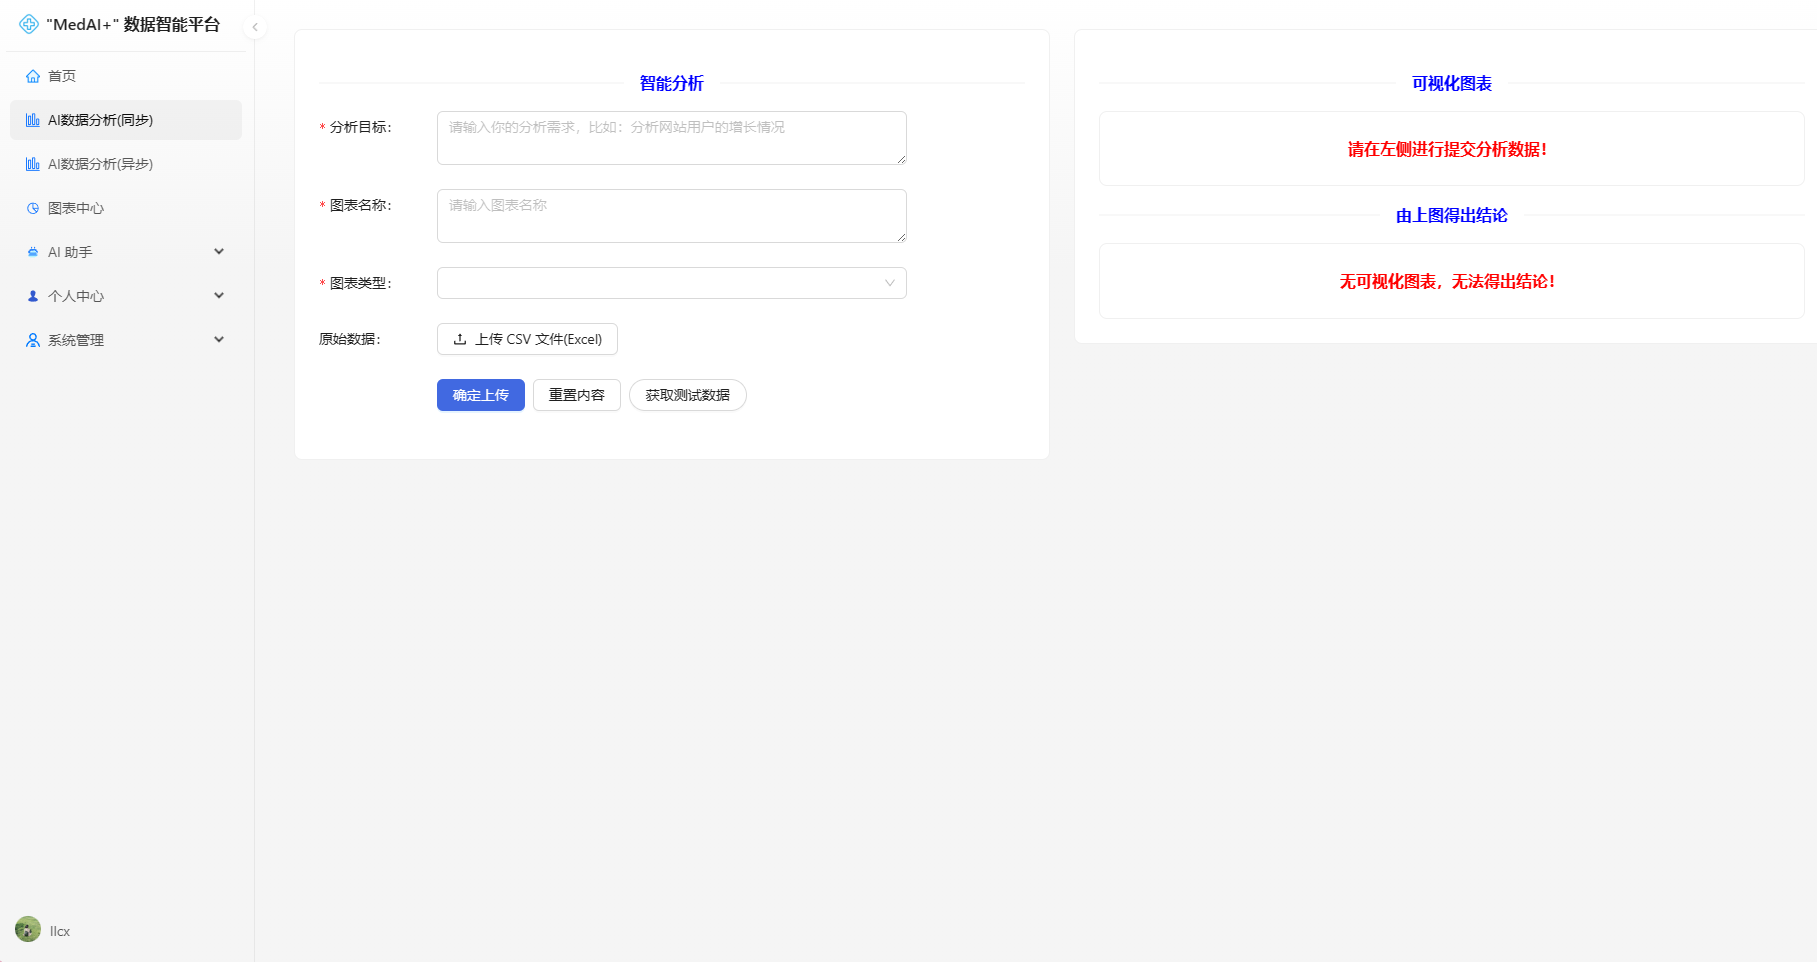 "MedAI+" 数据智能平台
首页
AI数据分析(同步)
AI数据分析(异步)
图表中心
AI 助手
个人中心
系统管理
llcx
智能分析
* 分析目标：
请输入你的分析需求，比如：分析网站用户的增长情况
* 图表名称：
请输入图表名称
* 图表类型：
原始数据：
上传 CSV 文件(Excel)
确定上传
重置内容
获取测试数据
可视化图表
请在左侧进行提交分析数据！
由上图得出结论
无可视化图表，无法得出结论！